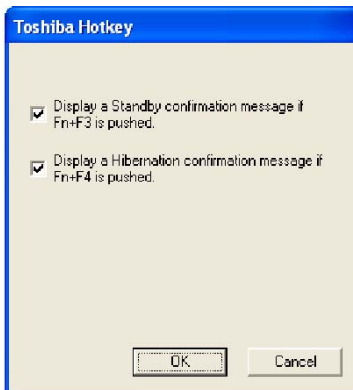 Toshiba Hotkey
Display a Standby confirmation message if
Fn+F3 is pushed.
Display a Hibernation confirmation message if
Fn+F4 is pushed.
OK
Cancel